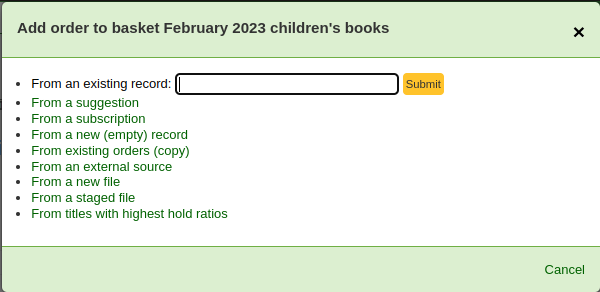 Add order to basket February 2023 children's books
×
From an existing record: Submit
From a suggestion
From a subscription
From a new (empty) record
From existing orders (copy)
From an external source
From a new file
From a staged file
From titles with highest hold ratios
Cancel